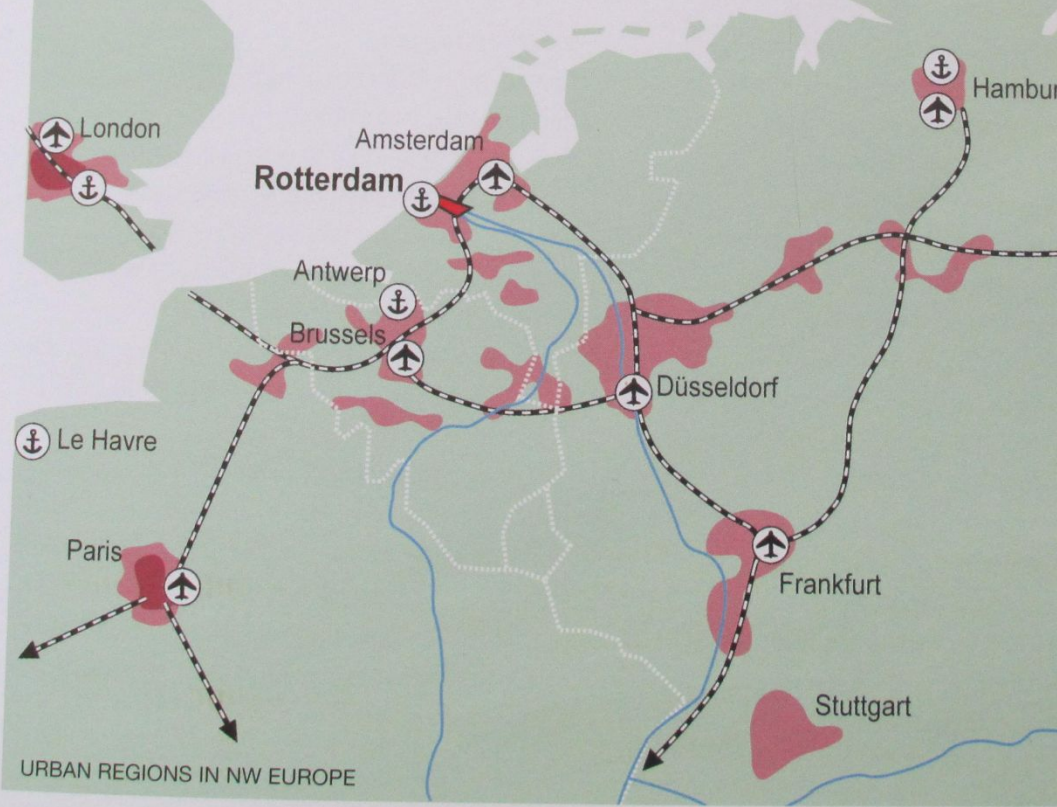 London
Hambur
Amsterdam
Rotterdam
Antwerp
Brussels
Düsseldorf
Le Havre
Paris
Frankfurt
Stuttgart
URBAN REGIONS IN NW EUROPE